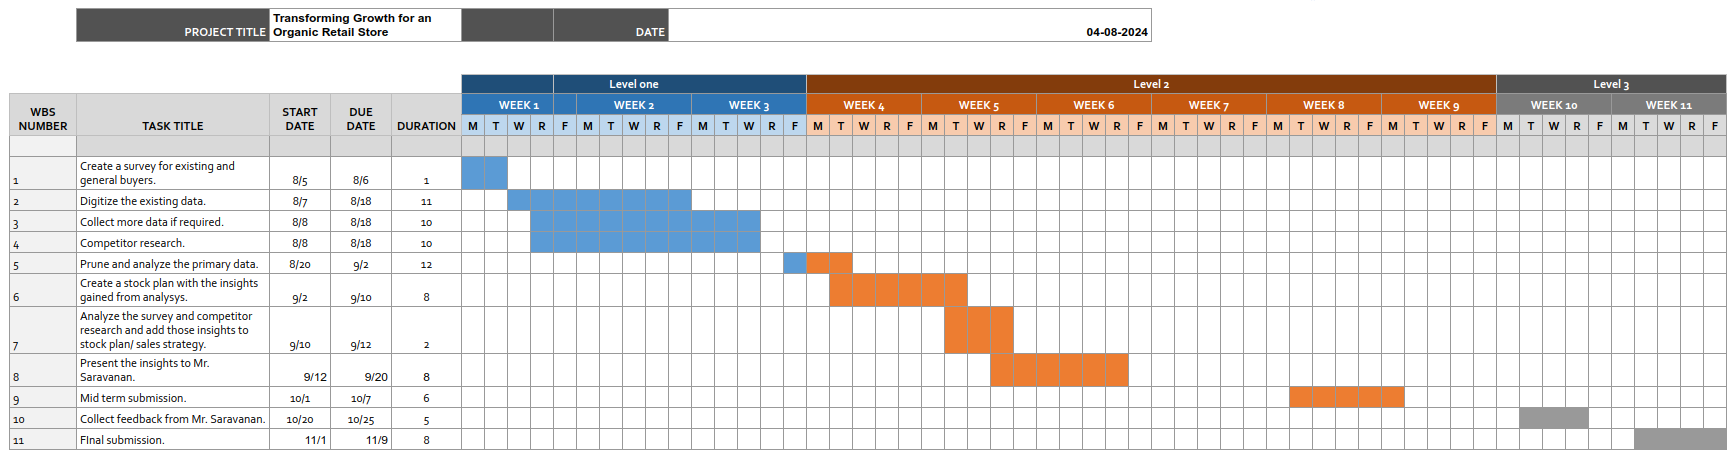 PROJECT TITLE Transforming Growth for an Organic Retail Store DATE 04-08-2024
Level one Level 2 Level 3
WBS NUMBER TASK TITLE START DATE DUE DATE DURATION WEEK 1 WEEK 2 WEEK 3 WEEK 4 WEEK 5 WEEK 6 WEEK 7 WEEK 8 WEEK 9 WEEK 10 WEEK 11
M T W R F M T W R F M T W R F M T W R F M T W R F M T W R F M T W R F M T W R F M T W R F M T W R F M T W R F
1 Create a survey for existing and general buyers. 8/5 8/6 1
2 Digitize the existing data. 8/7 8/18 11
3 Collect more data if required. 8/8 8/18 10
4 Competitor research. 8/8 8/18 10
5 Prune and analyze the primary data. 8/20 9/2 12
6 Create a stock plan with the insights gained from analysys. 9/2 9/10 8
7 Analyze the survey and competitor research and add those insights to stock plan/ sales strategy. 9/10 9/12 2
8 Present the insights to Mr. Saravanan. 9/12 9/20 8
9 Mid term submission. 10/1 10/7 6
10 Collect feedback from Mr. Saravanan. 10/20 10/25 5
11 FInal submission. 11/1 11/9 8